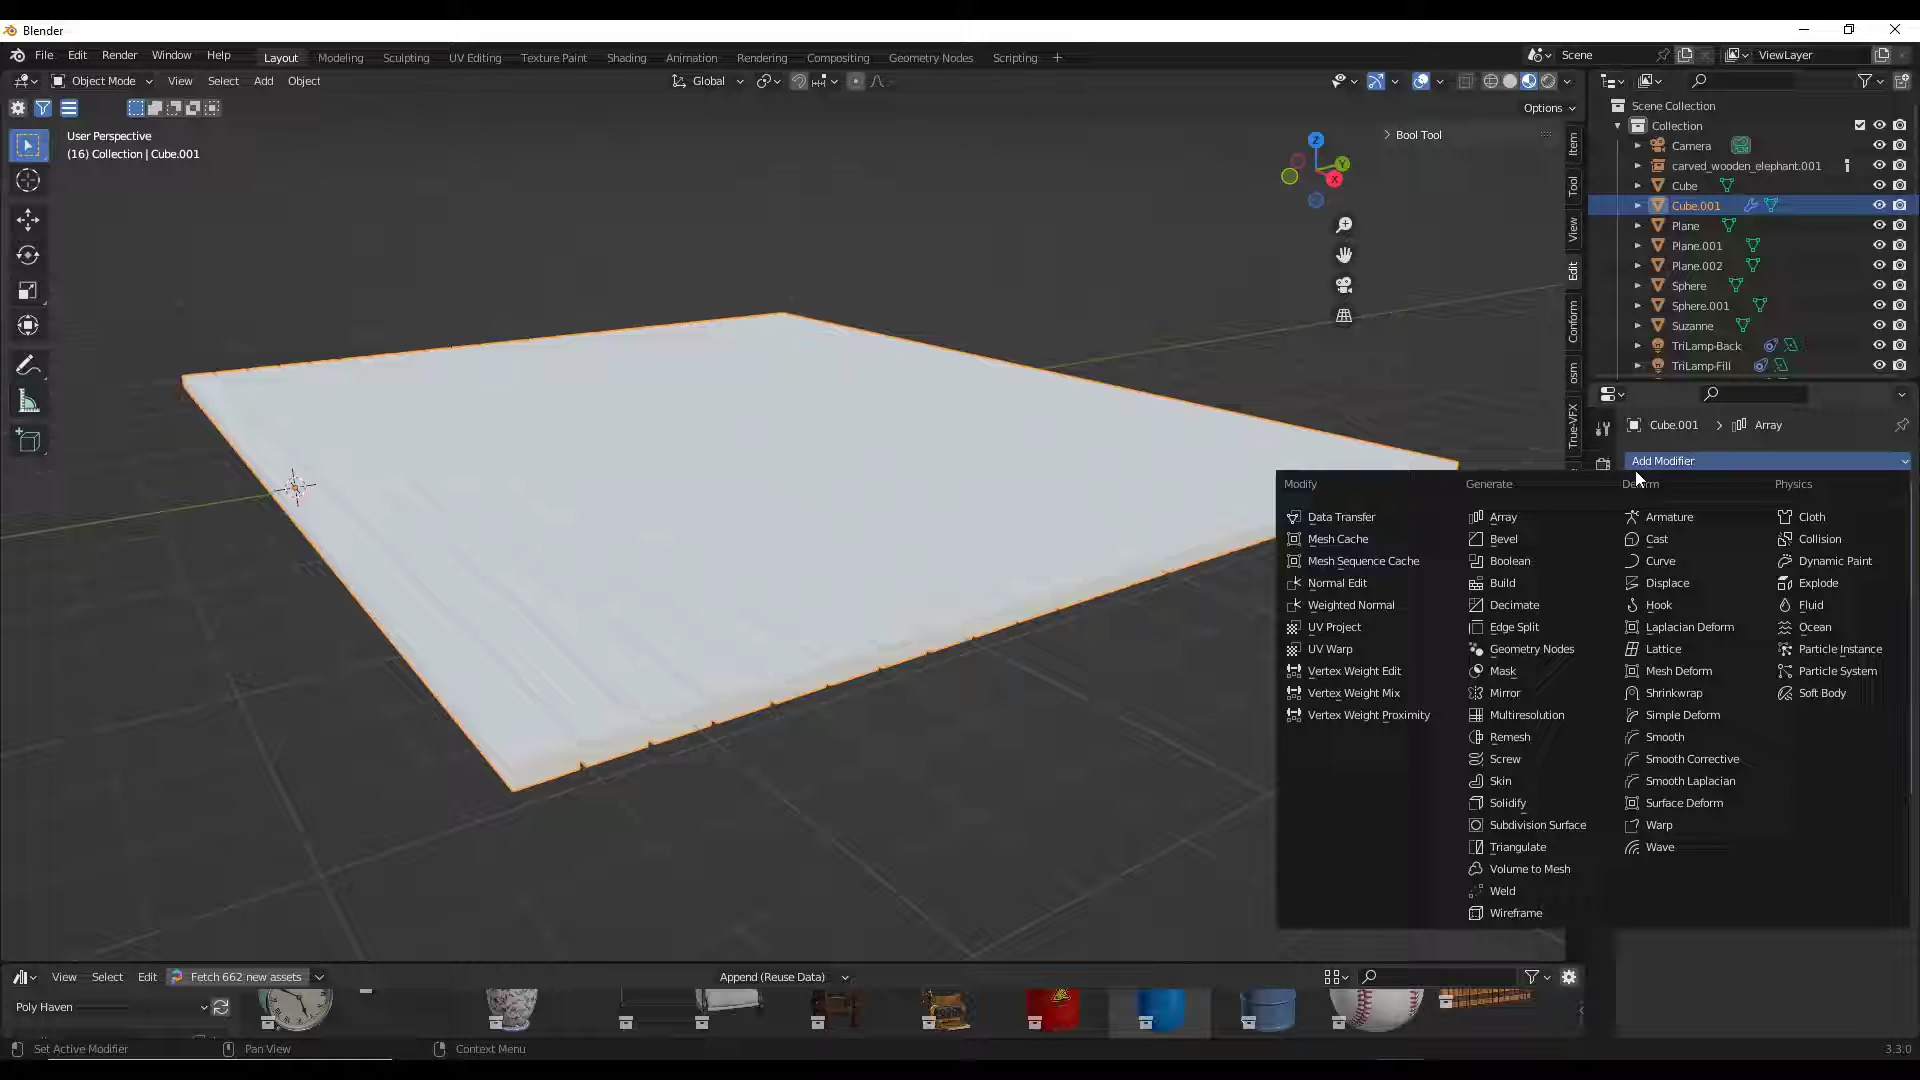 Blender
File Edit Render Window Help Layout Modeling Sculpting UV Editing Texture Paint Shading Animation Rendering Compositing Geometry Nodes Scripting + Scene ViewLayer
Object Mode View Select Add Object Global
Options
User Perspective
(16) Collection | Cube.001
Bool Tool
Z
Y
X
Item
Tool
View
Edit
Conform
osm
True-VFX
Scene Collection
Collection
Camera
carved_wooden_elephant.001
Cube
Cube.001
Plane
Plane.001
Plane.002
Sphere
Sphere.001
Suzanne
TriLamp-Back
TriLamp-Fill
Cube.001 > Array
Add Modifier
Modify
Data Transfer
Mesh Cache
Mesh Sequence Cache
Normal Edit
Weighted Normal
UV Project
UV Warp
Vertex Weight Edit
Vertex Weight Mix
Vertex Weight Proximity
Generate
Array
Bevel
Boolean
Build
Decimate
Edge Split
Geometry Nodes
Mask
Mirror
Multiresolution
Remesh
Screw
Skin
Solidify
Subdivision Surface
Triangulate
Volume to Mesh
Weld
Wireframe
Deform
Armature
Cast
Curve
Displace
Hook
Laplacian Deform
Lattice
Mesh Deform
Shrinkwrap
Simple Deform
Smooth
Smooth Corrective
Smooth Laplacian
Surface Deform
Warp
Wave
Physics
Cloth
Collision
Dynamic Paint
Explode
Fluid
Ocean
Particle Instance
Particle System
Soft Body
View Select Edit Fetch 662 new assets Append (Reuse Data)
Poly Haven
Set Active Modifier Pan View Context Menu 3.3.0